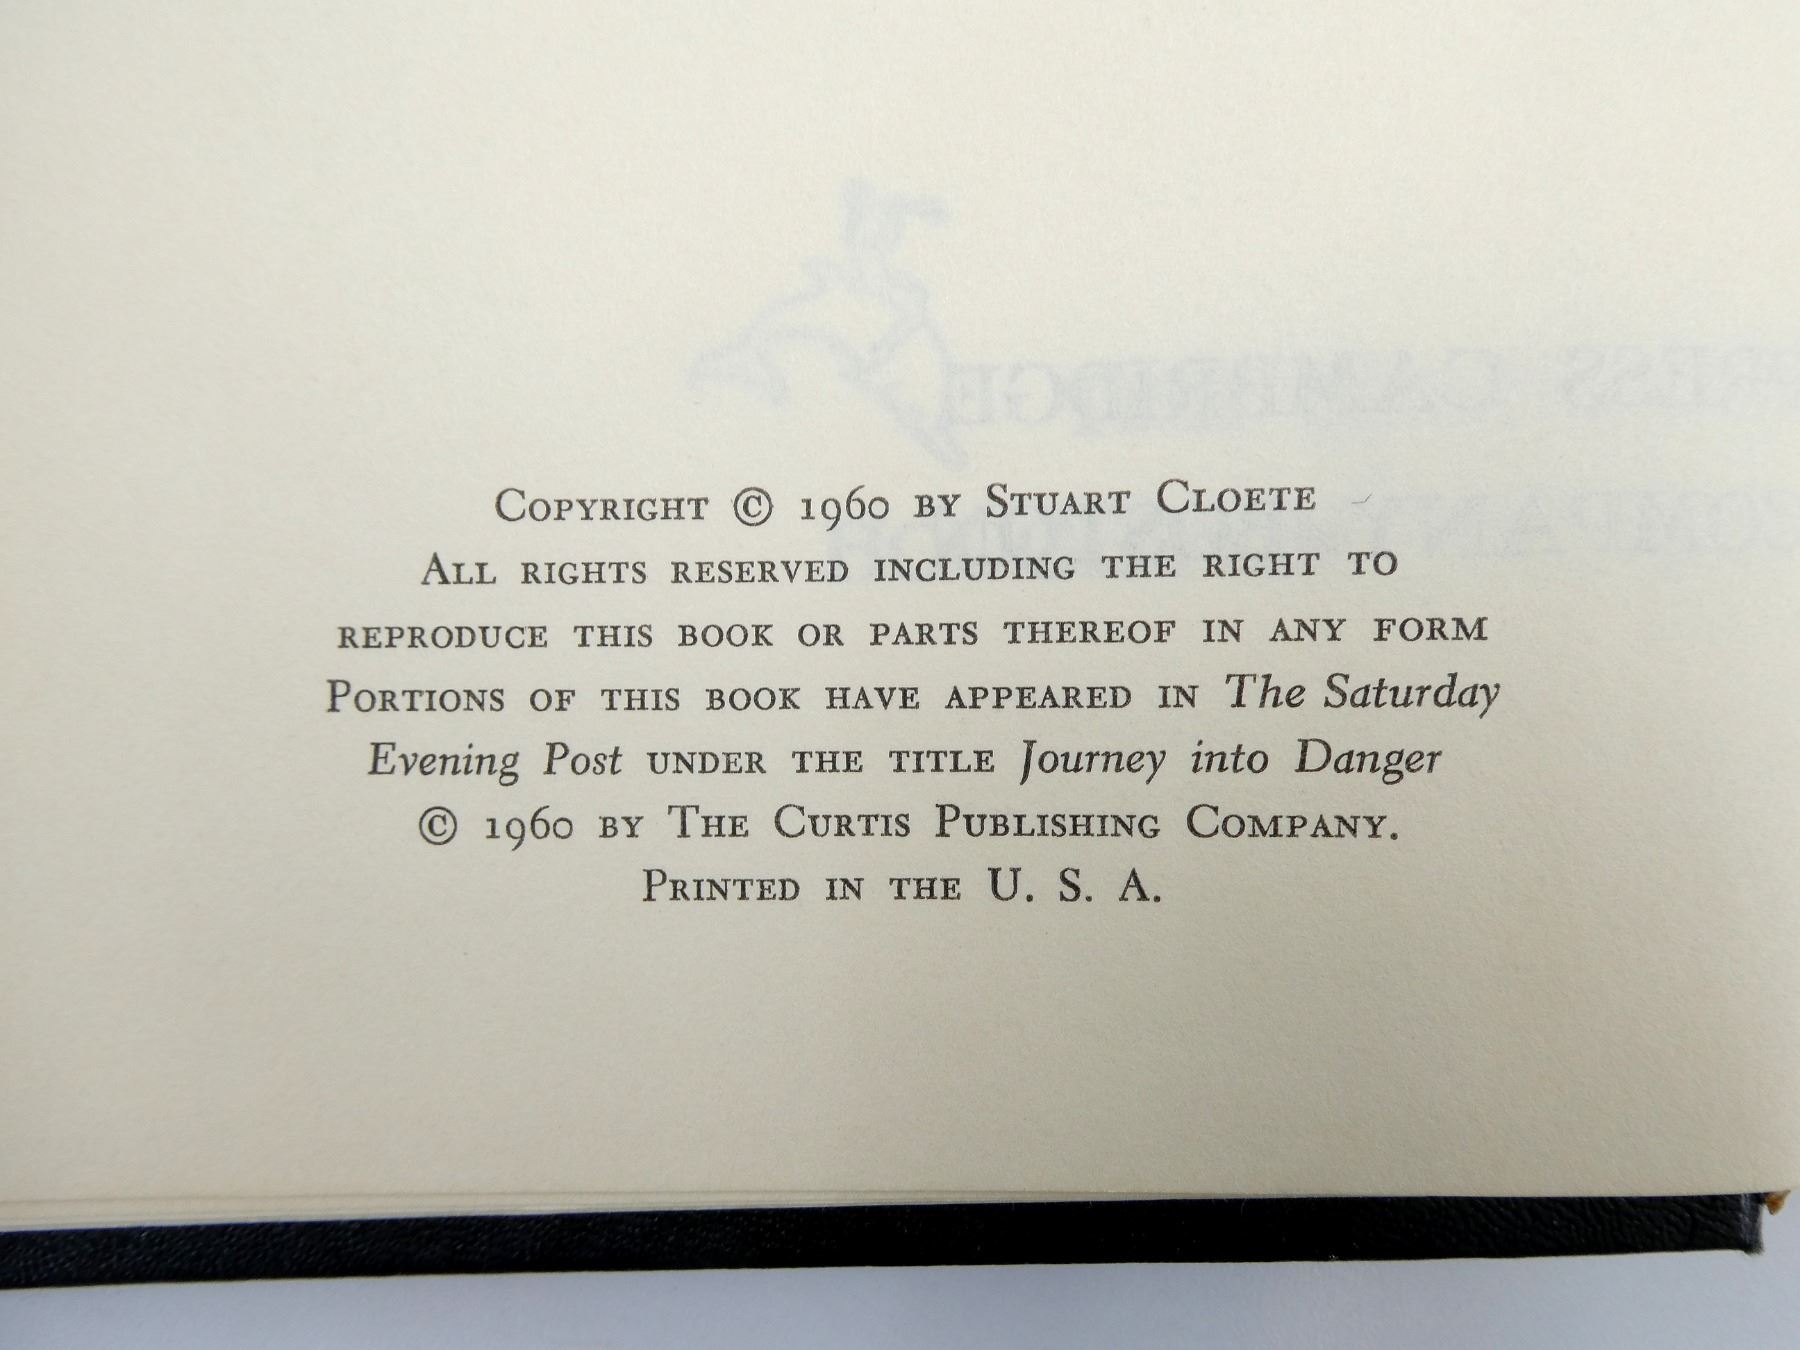 Copyright © 1960 by Stuart Cloete
All rights reserved including the right to
reproduce this book or parts thereof in any form
Portions of this book have appeared in The Saturday
Evening Post under the title Journey into Danger
© 1960 by The Curtis Publishing Company.
Printed in the U. S. A.